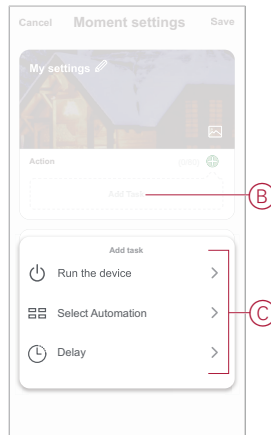 Cancel Moment settings Save
My settings
Action
Add Task
B
Add task
Run the device
Select Automation
C
Delay